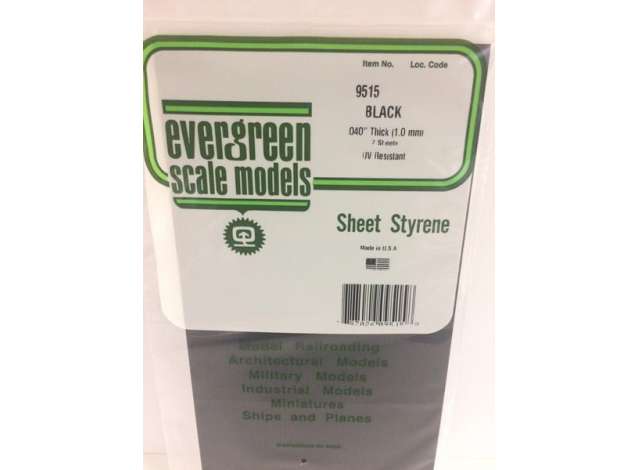 Item No. Loc. Code
9515
BLACK
.040" Thick (1.0 mm)
Sheets
UV Resistant
evergreen
scale models
Sheet Styrene
Made in U.S.A
Model Railroading
Architectural Models
Military Models
Industrial Models
Miniatures
Ships and Planes